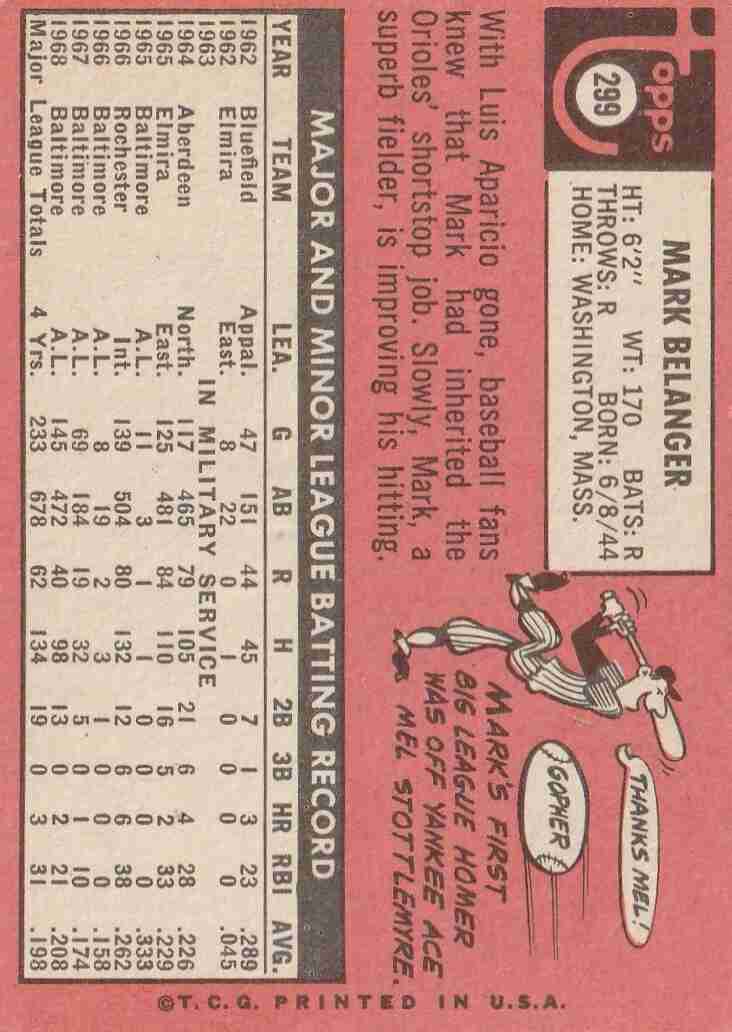 Topps
299
MARK BELANGER
HT: 6'2" WT: 170 BATS: R
THROWS: R BORN: 6/8/44
HOME: WASHINGTON, MASS.
With Luis Aparicio gone, baseball fans
knew that Mark had inherited the
Orioles' shortstop job. Slowly, Mark, a
superb fielder, is improving his hitting.
THANKS MEL!
GOPHER
MARK'S FIRST
BIG LEAGUE HOMER
WAS OFF YANKEE ACE
MEL STOTTLEMYRE.
MAJOR AND MINOR LEAGUE BATTING RECORD
YEAR TEAM LEA. G AB R H 2B 3B HR RBI AVG.
1962 Bluefield Appal. 47 151 44 45 7 1 3 23 .289
1962 Elmira East. 8 22 0 1 0 0 0 0 .045
1963 IN MILITARY SERVICE
1964 Aberdeen North. 117 465 79 105 21 6 4 28 .226
1965 Elmira East. 125 481 84 110 16 5 2 33 .229
1965 Baltimore A.L. 11 3 1 1 0 0 0 0 .333
1966 Rochester Int. 139 504 80 132 12 6 6 38 .262
1966 Baltimore A.L. 8 19 2 3 1 0 0 0 .158
1967 Baltimore A.L. 69 184 19 32 5 0 1 10 .174
1968 Baltimore A.L. 145 472 40 98 13 0 2 21 .208
Major League Totals 4 Yrs. 233 678 62 134 19 0 3 31 .198
©T.C.G. PRINTED IN U.S.A.